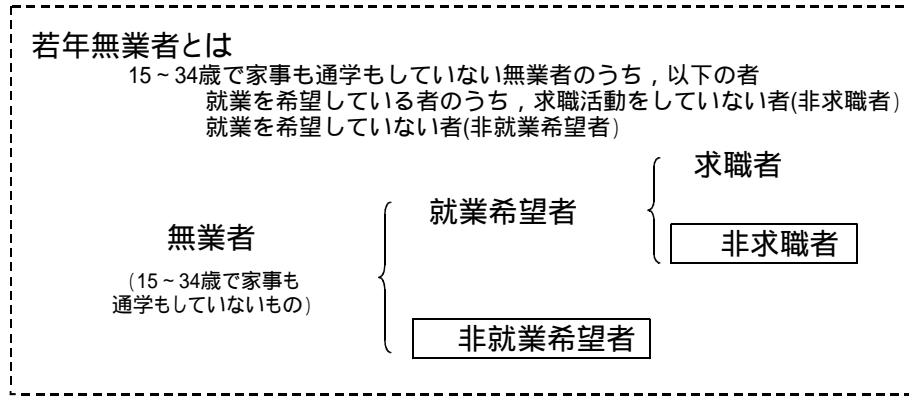 若年無業者とは
15~34歳で家事も通学もしていない無業者のうち,以下の者
就業を希望している者のうち,求職活動をしていない者(非求職者)
就業を希望していない者(非就業希望者)
求職者
就業希望者
非求職者
無業者
(15~34歳で家事も
通学もしていないもの)
非就業希望者